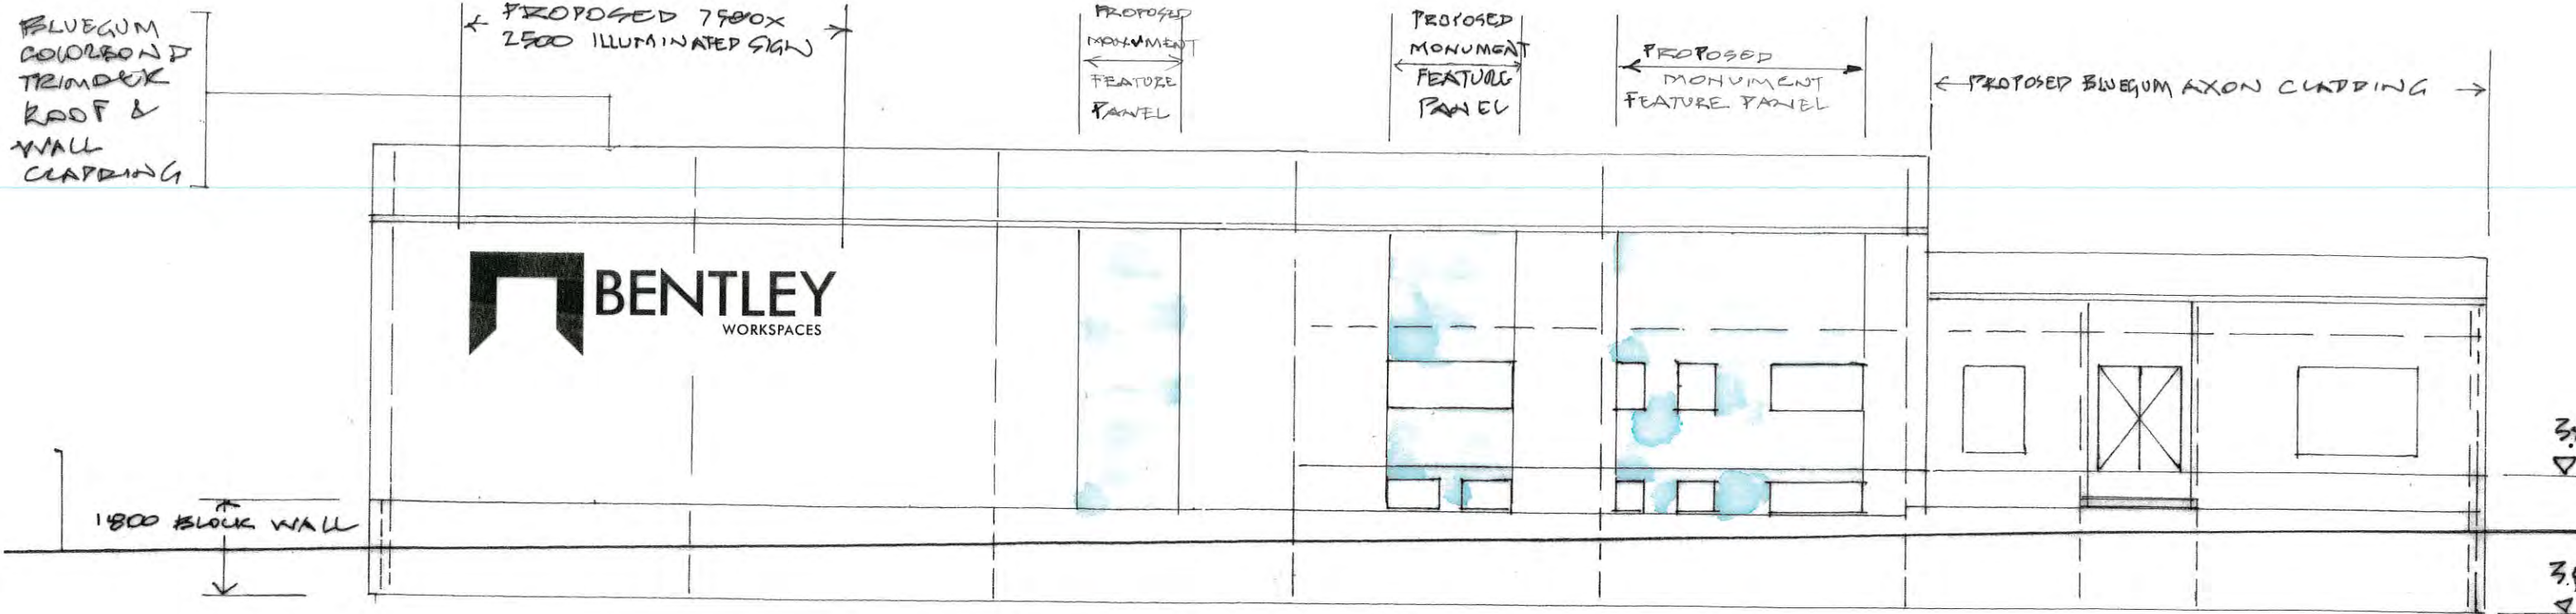 BLUEGUM
COLORBOND
TRIMDEK
ROOF &
WALL
CLADDING
PROPOSED 7500X
2500 ILLUMINATED SIGN
PROPOSED
MONUMENT
FEATURE
PANEL
PROPOSED
MONUMENT
FEATURE
PANEL
PROPOSED
MONUMENT
FEATURE PANEL
PROPOSED BLUEGUM AXON CLADDING
BENTLEY
WORKSPACES
1800 BLOCK WALL